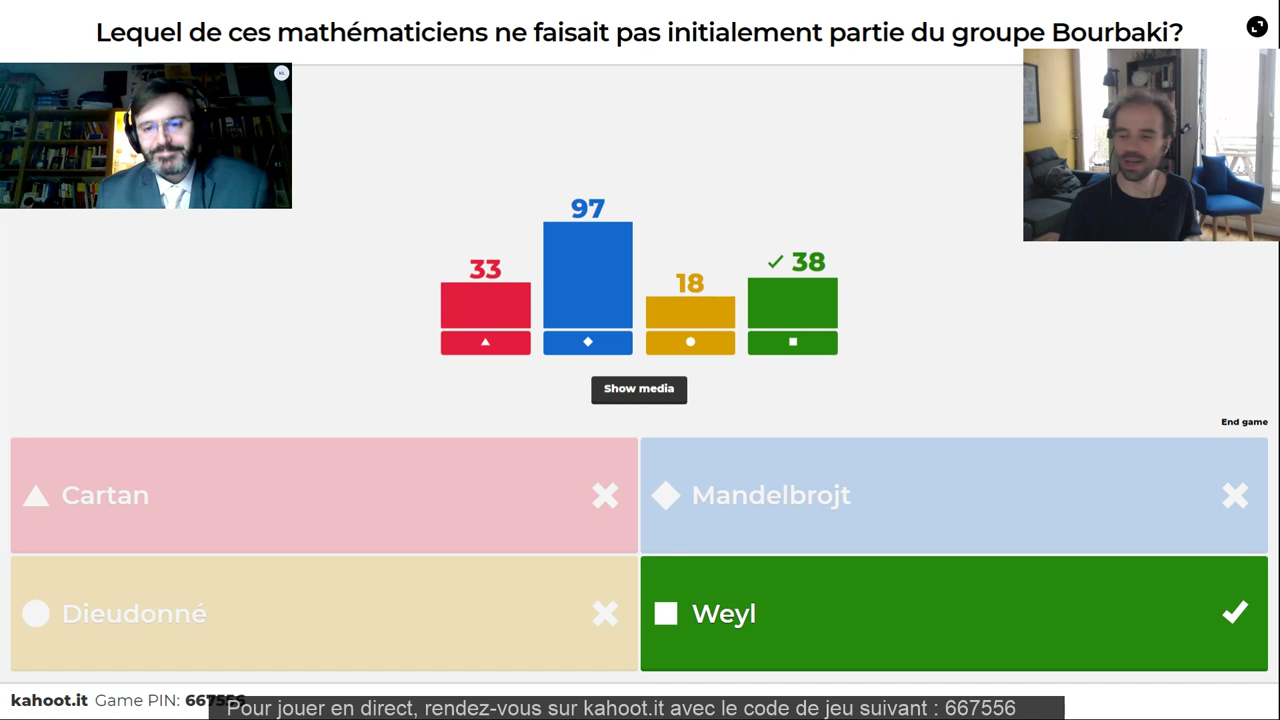 Lequel de ces mathématiciens ne faisait pas initialement partie du groupe Bourbaki?
97
33
18
38
Show media
End game
Cartan
Mandelbrojt
Dieudonné
Weyl
kahoot.it Game PIN: 667556
Pour jouer en direct, rendez-vous sur kahoot.it avec le code de jeu suivant : 667556